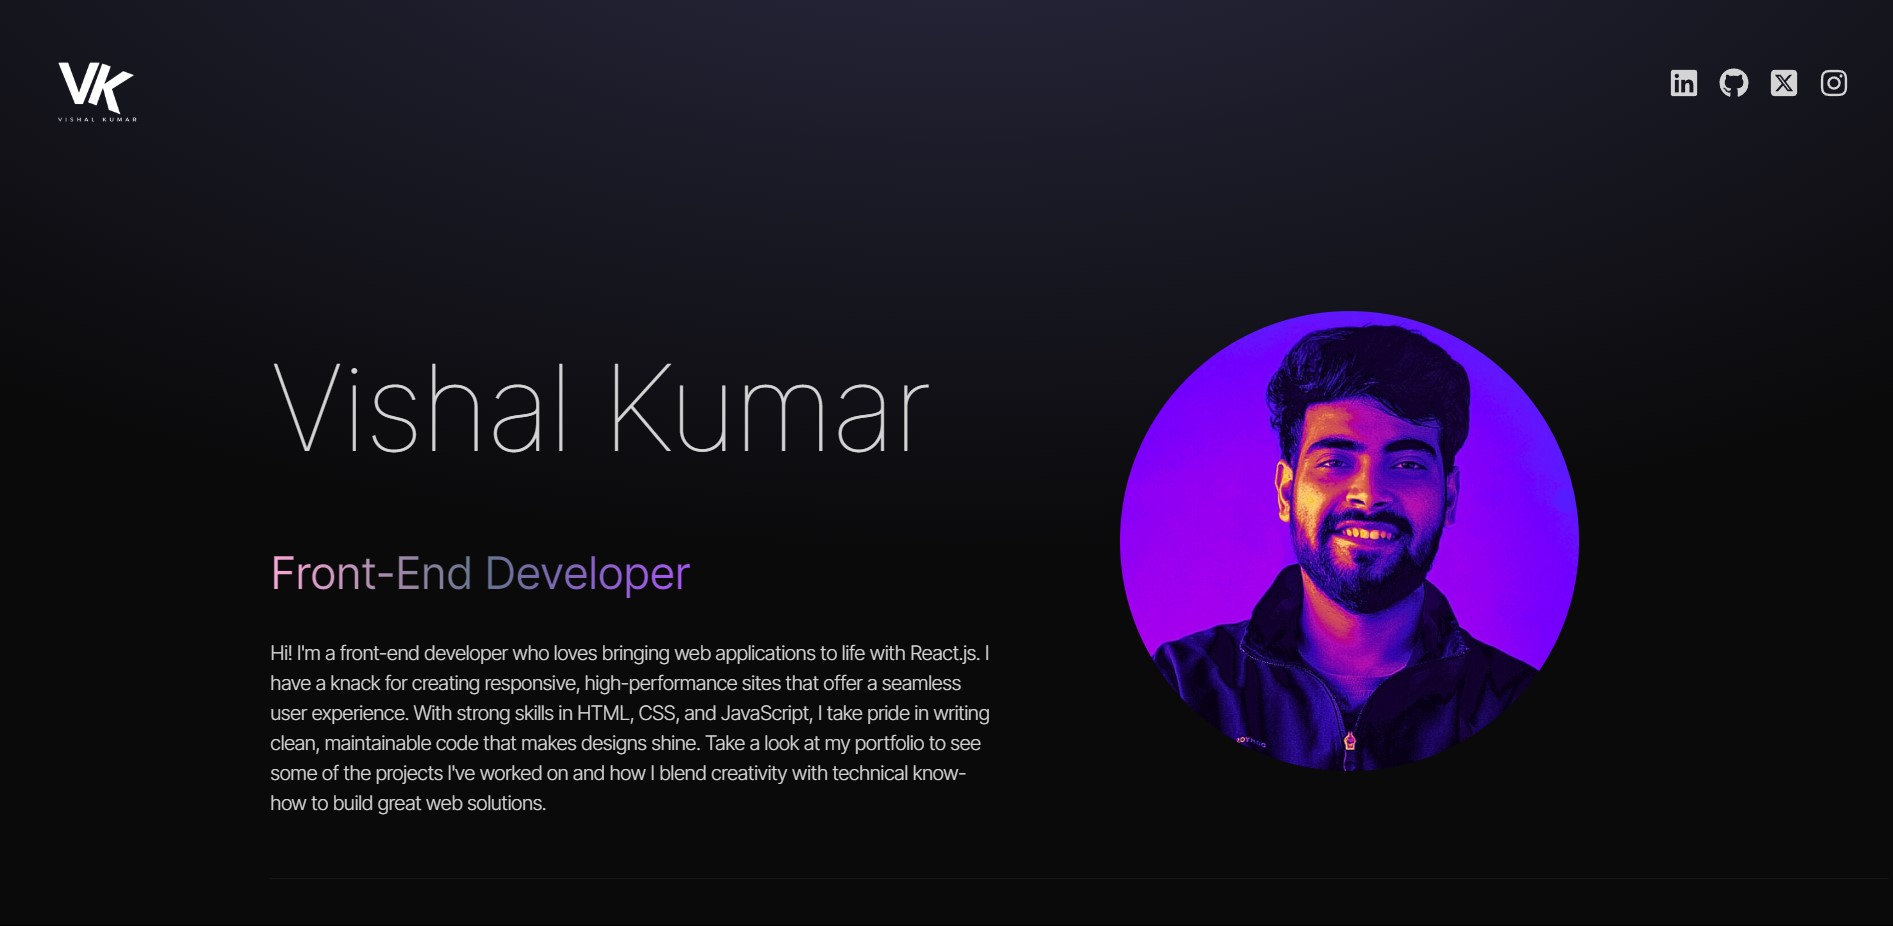 VK
VISHAL KUMAR
Vishal Kumar
Front-End Developer
Hi! I'm a front-end developer who loves bringing web applications to life with React.js. I
have a knack for creating responsive, high-performance sites that offer a seamless
user experience. With strong skills in HTML, CSS, and JavaScript, I take pride in writing
clean, maintainable code that makes designs shine. Take a look at my portfolio to see
some of the projects I've worked on and how I blend creativity with technical know-
how to build great web solutions.